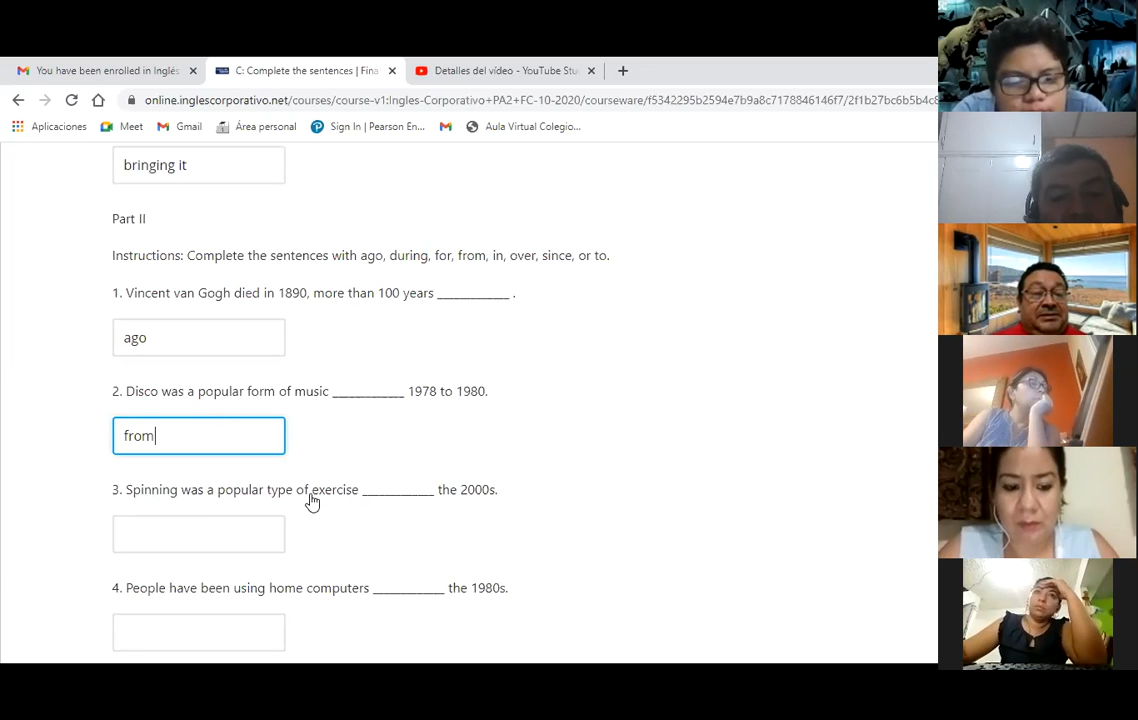 You have been enrolled in Inglés
C: Complete the sentences | Fina
Detalles del vídeo - YouTube Stu
online.inglescorporativo.net/courses/course-v1:Ingles-Corporativo+PA2+FC-10-2020/courseware/f5342295b2594e7b9a8c7178846146f7/2f1b27bc6b5b4c8
Aplicaciones
Meet
Gmail
Área personal
Sign In | Pearson En...
Aula Virtual Colegio...
bringing it
Part II
Instructions: Complete the sentences with ago, during, for, from, in, over, since, or to.
1. Vincent van Gogh died in 1890, more than 100 years ____________ .
ago
2. Disco was a popular form of music ____________ 1978 to 1980.
from
3. Spinning was a popular type of exercise ____________ the 2000s.
4. People have been using home computers ____________ the 1980s.